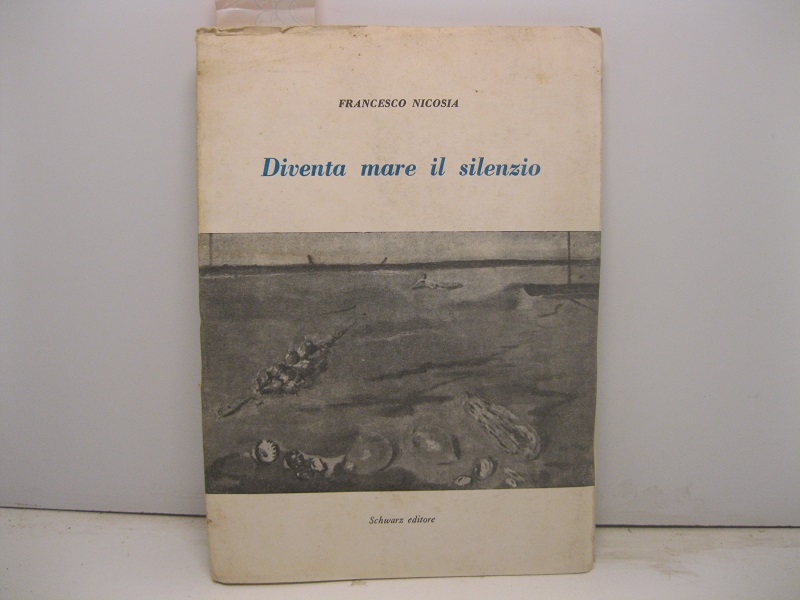 FRANCESCO NICOSIA
Diventa mare il silenzio
Schwarz editore